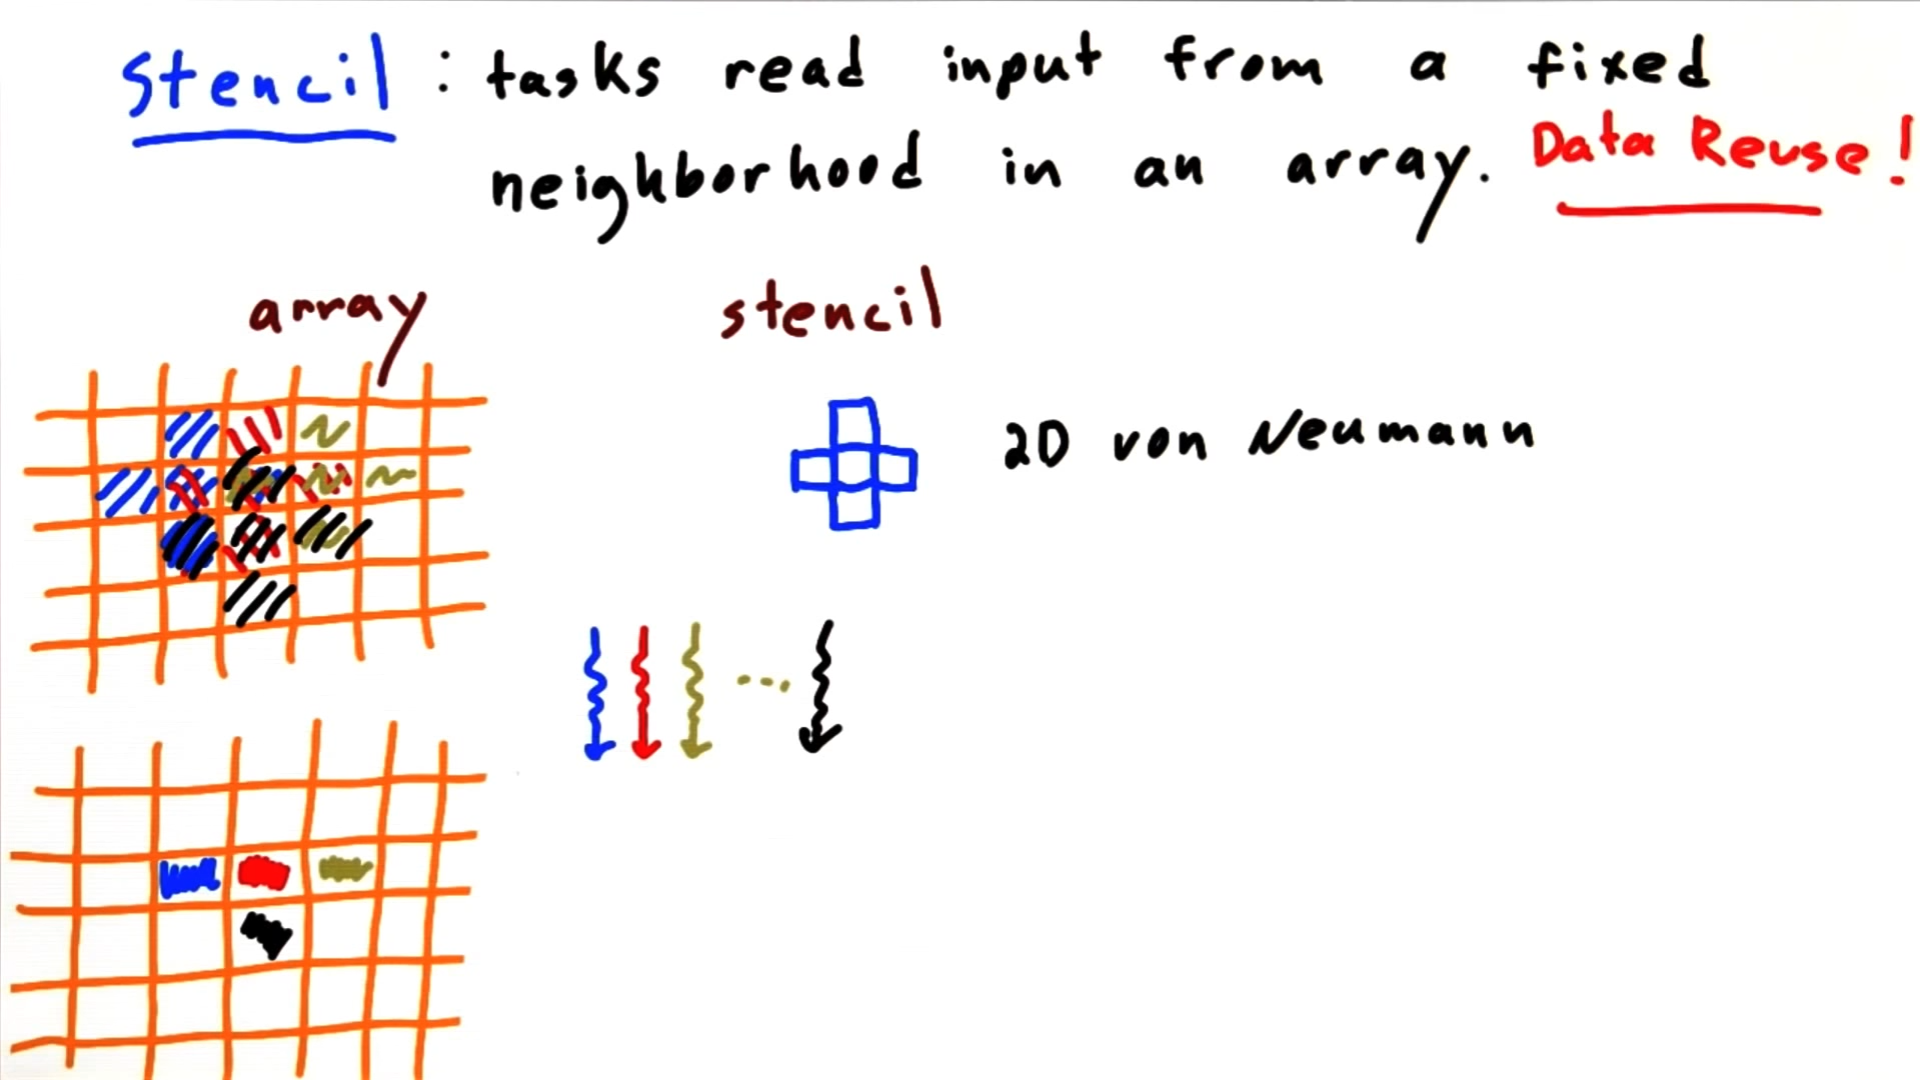 Stencil : tasks read input from a fixed
neighborhood in an array. Data Reuse!
array
stencil
2D von Neumann
...